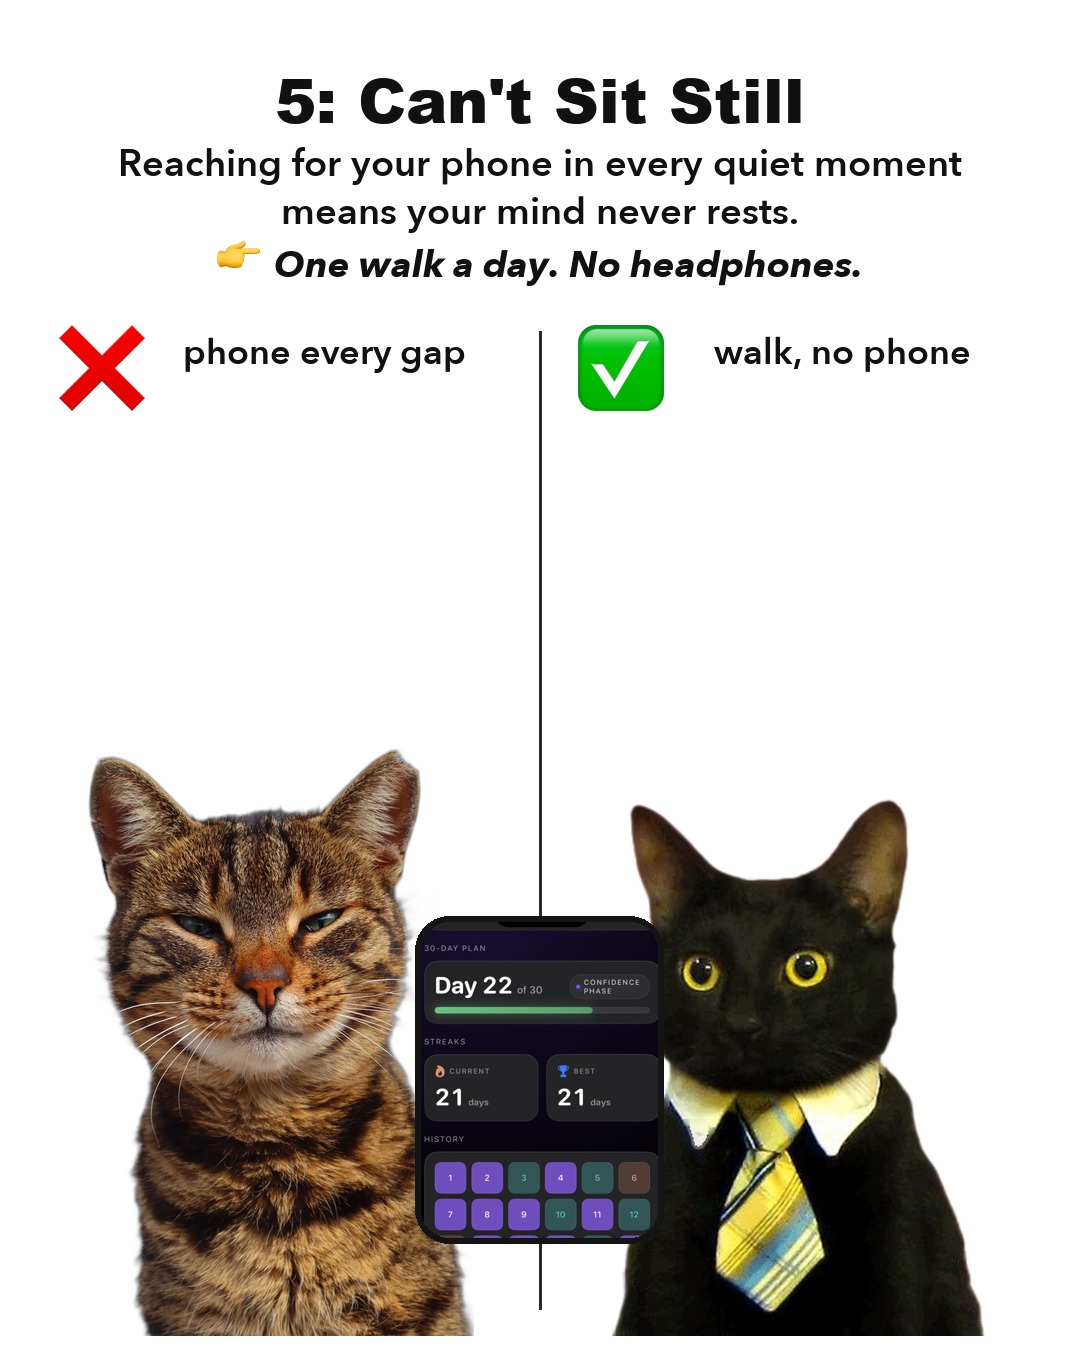 5: Can't Sit Still
Reaching for your phone in every quiet moment
means your mind never rests.
👉 One walk a day. No headphones.
❌ phone every gap
✅ walk, no phone
30-DAY PLAN
Day 22 of 30
CONFIDENCE
PHASE
STREAKS
CURRENT
21 days
BEST
21 days
HISTORY
1 2 3 4 5 6
7 8 9 10 11 12